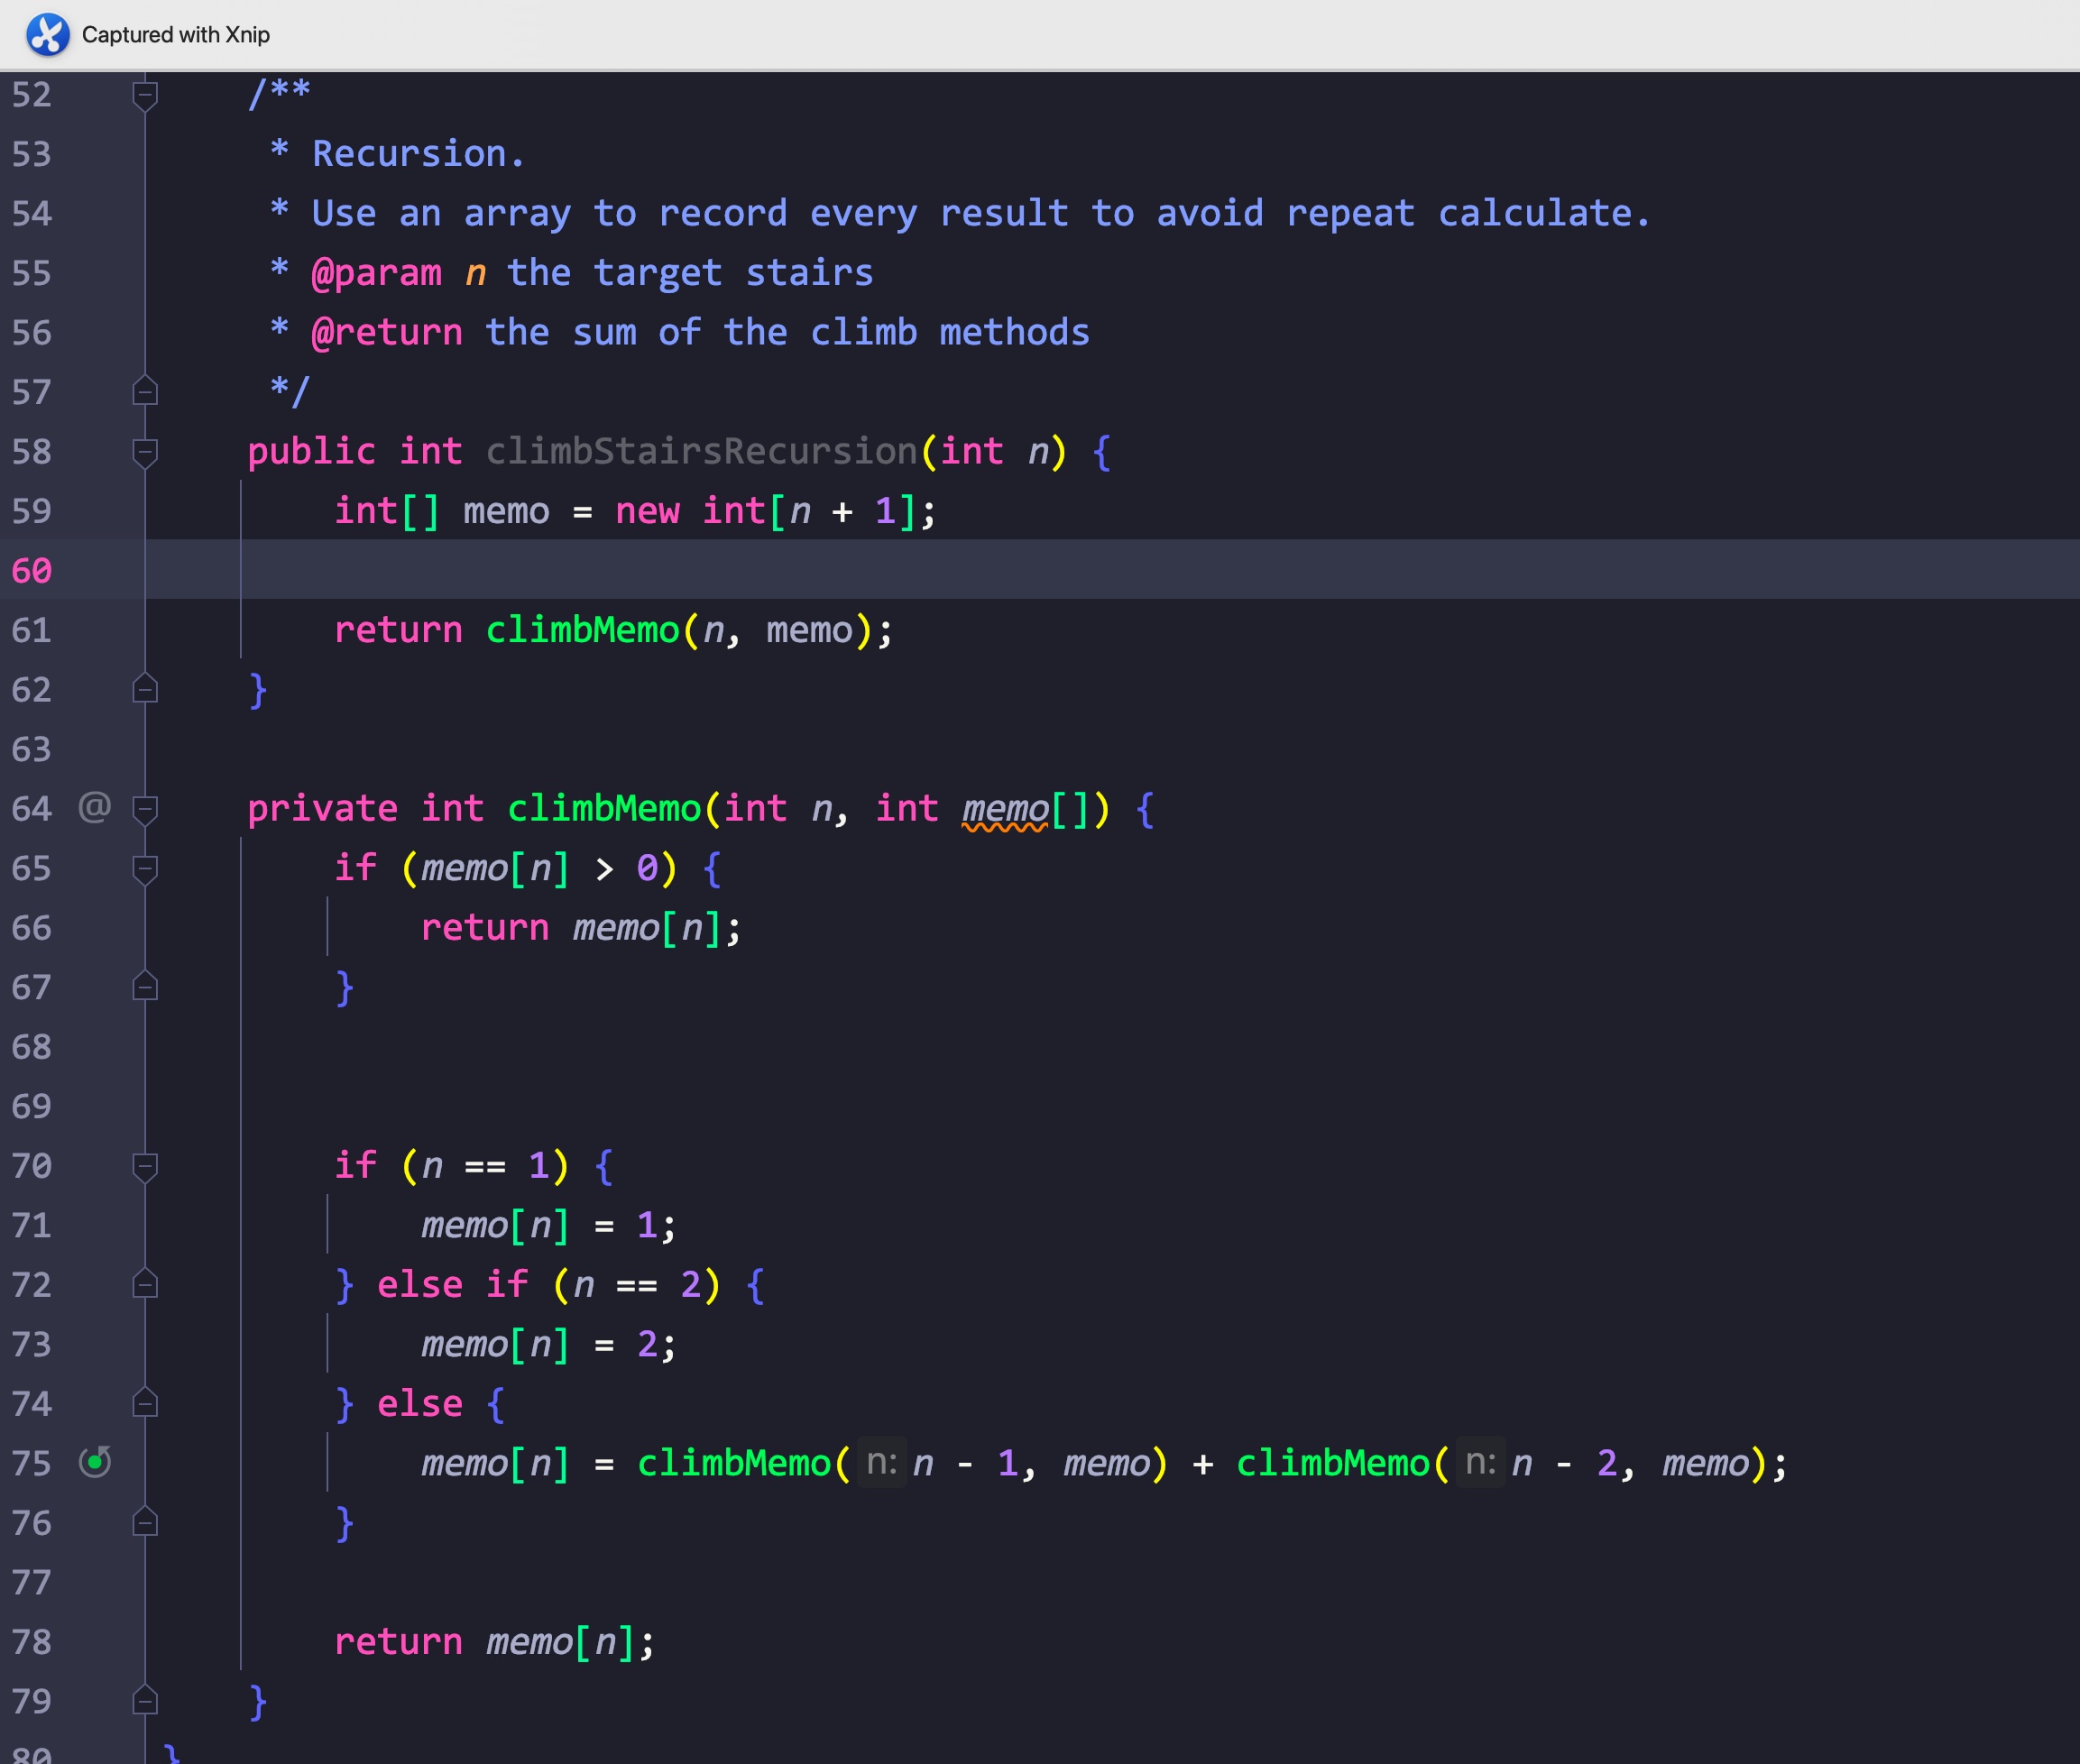 Captured with Xnip
52 /**
53 * Recursion.
54 * Use an array to record every result to avoid repeat calculate.
55 * @param n the target stairs
56 * @return the sum of the climb methods
57 */
58 public int climbStairsRecursion(int n) {
59 int[] memo = new int[n + 1];
60
61 return climbMemo(n, memo);
62 }
63
64 @ private int climbMemo(int n, int memo[]) {
65 if (memo[n] > 0) {
66 return memo[n];
67 }
68
69
70 if (n == 1) {
71 memo[n] = 1;
72 } else if (n == 2) {
73 memo[n] = 2;
74 } else {
75 memo[n] = climbMemo( n: n - 1, memo) + climbMemo( n: n - 2, memo);
76 }
77
78 return memo[n];
79 }
80 }